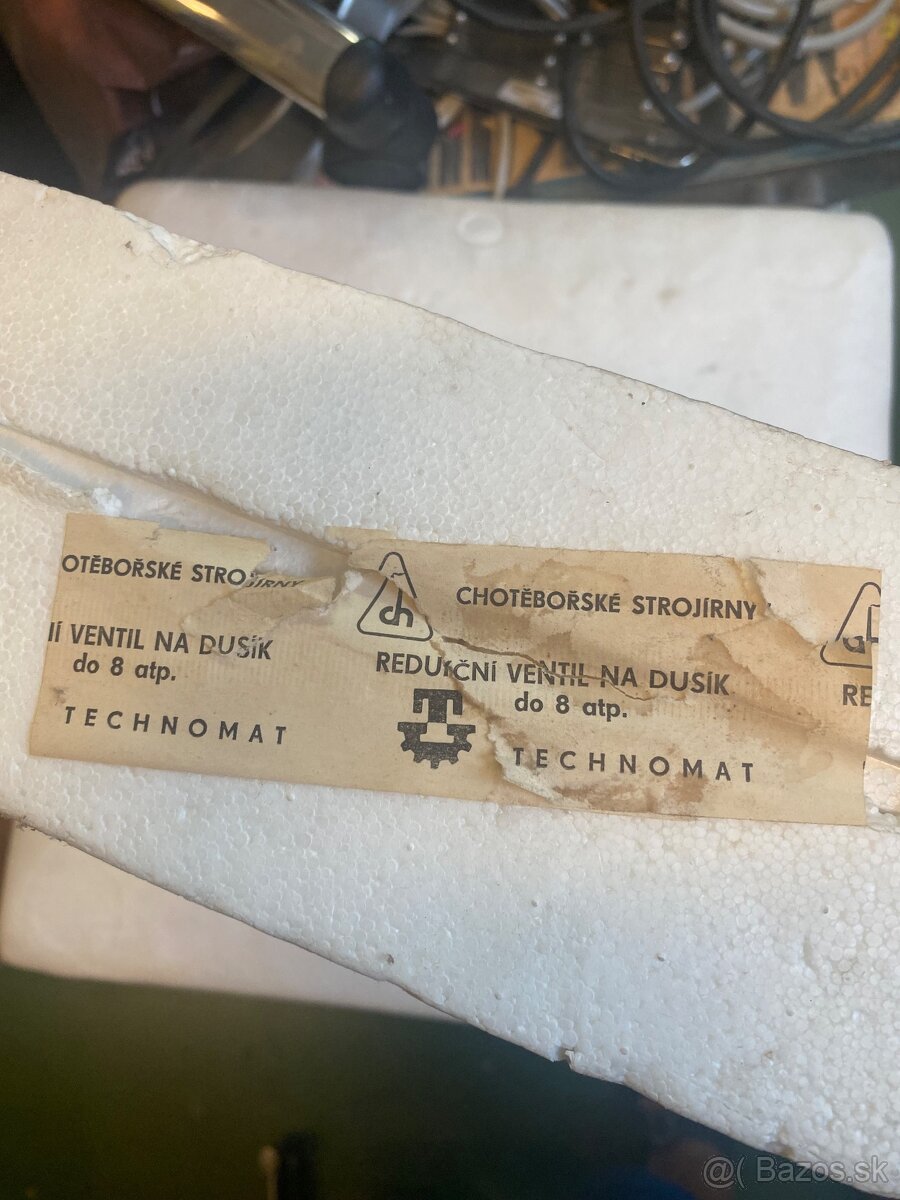 OTĚBOŘSKÉ STROJÍRNY
Í VENTIL NA DUSÍK
do 8 atp.
TECHNOMAT
ch
CHOTĚBOŘSKÉ STROJÍRNY
REDUKČNÍ VENTIL NA DUSÍK
do 8 atp.
T
TECHNOMAT
RE
@( Bazos.sk